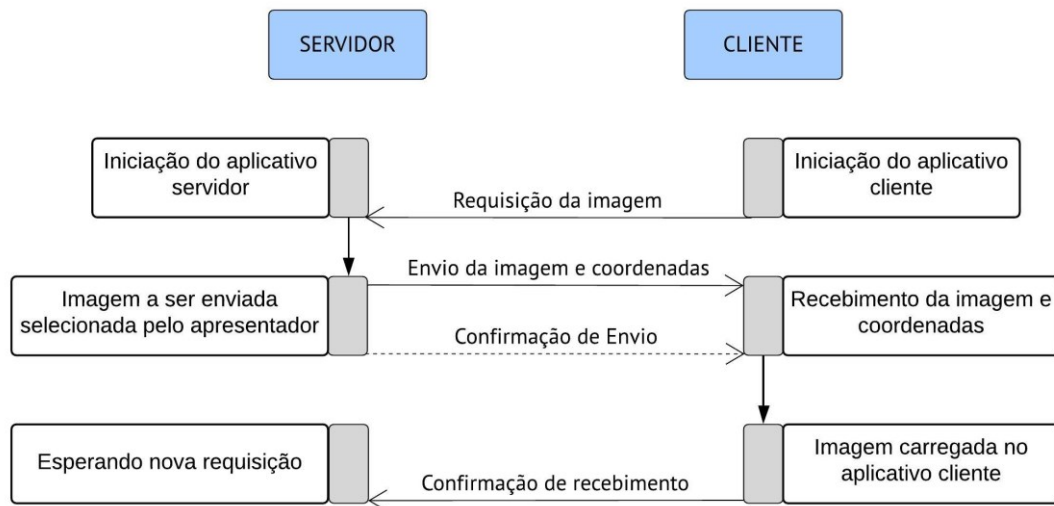 SERVIDOR
CLIENTE
Iniciação do aplicativo
servidor
Iniciação do aplicativo
cliente
Requisição da imagem
Envio da imagem e coordenadas
Imagem a ser enviada
selecionada pelo apresentador
Recebimento da imagem e
coordenadas
Confirmação de Envio
Esperando nova requisição
Imagem carregada no
aplicativo cliente
Confirmação de recebimento